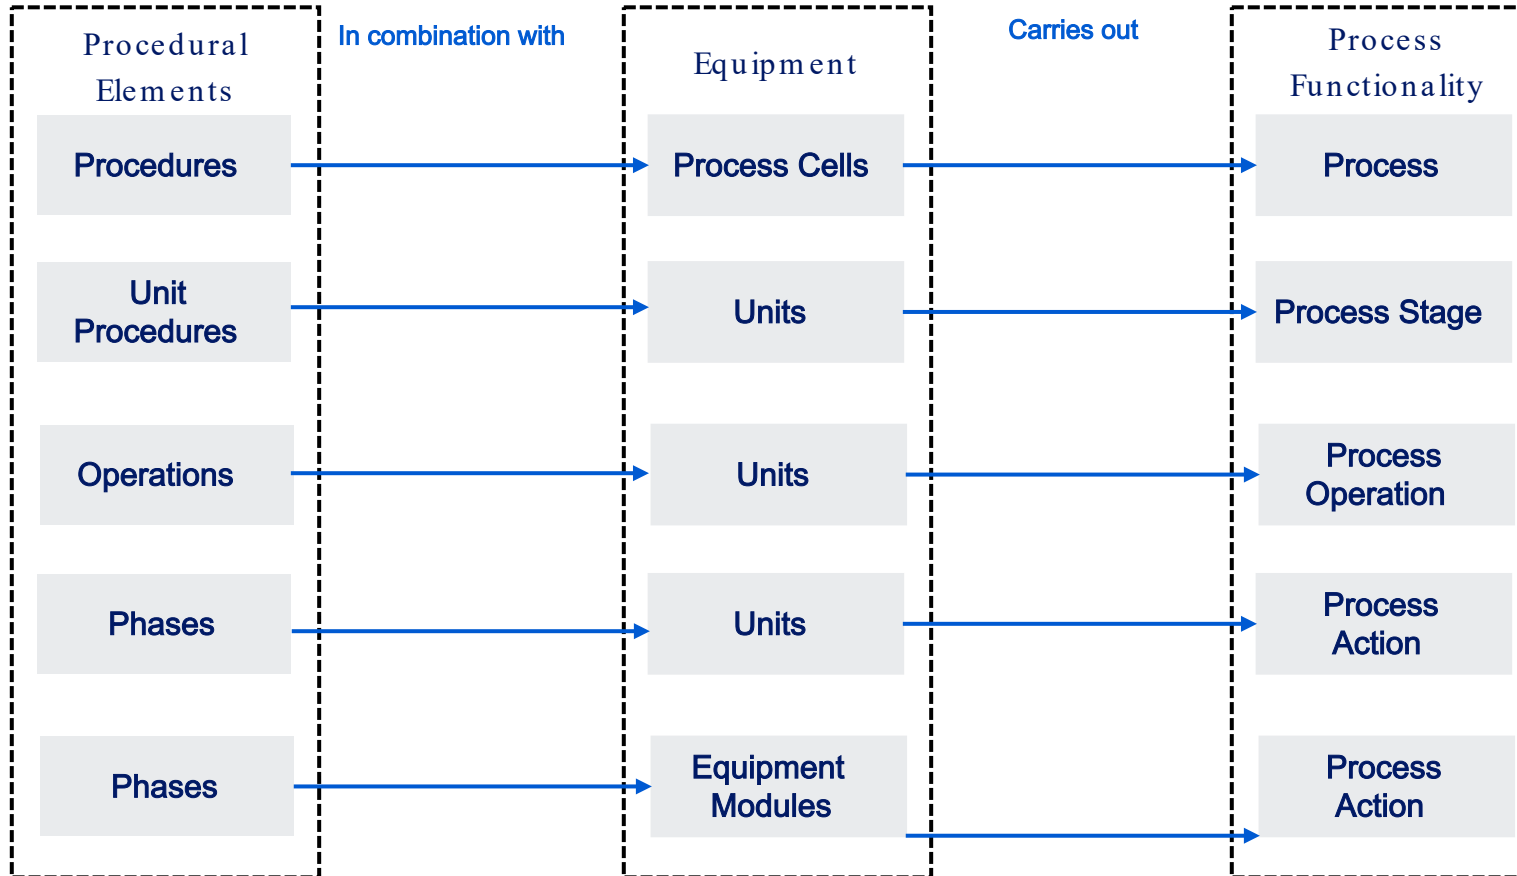 Procedural
Elements
In combination with
Equipment
Carries out
Process
Functionality
Procedures
Process Cells
Process
Unit
Procedures
Units
Process Stage
Operations
Units
Process
Operation
Phases
Units
Process
Action
Phases
Equipment
Modules
Process
Action